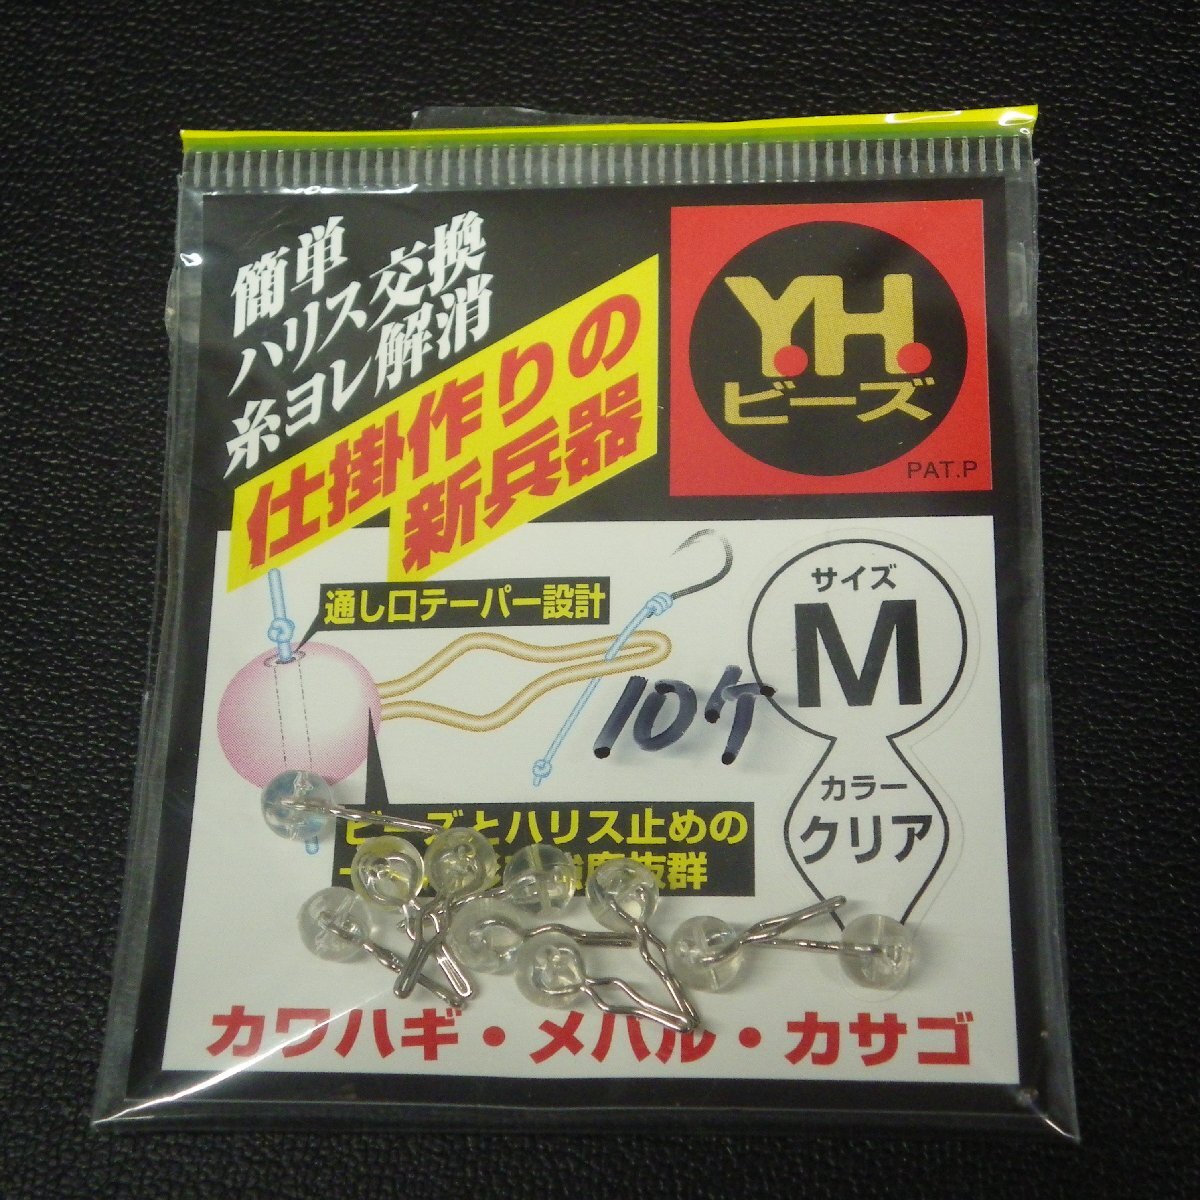 簡単
ハリス交換
糸ヨレ解消
仕掛作りの
新兵器
Y.H.
ビーズ
PAT.P
通し口テーパー設計
サイズ
M
10ケ
カラー
クリア
ビーズとハリス止めの
抜群
カワハギ・メバル・カサゴ